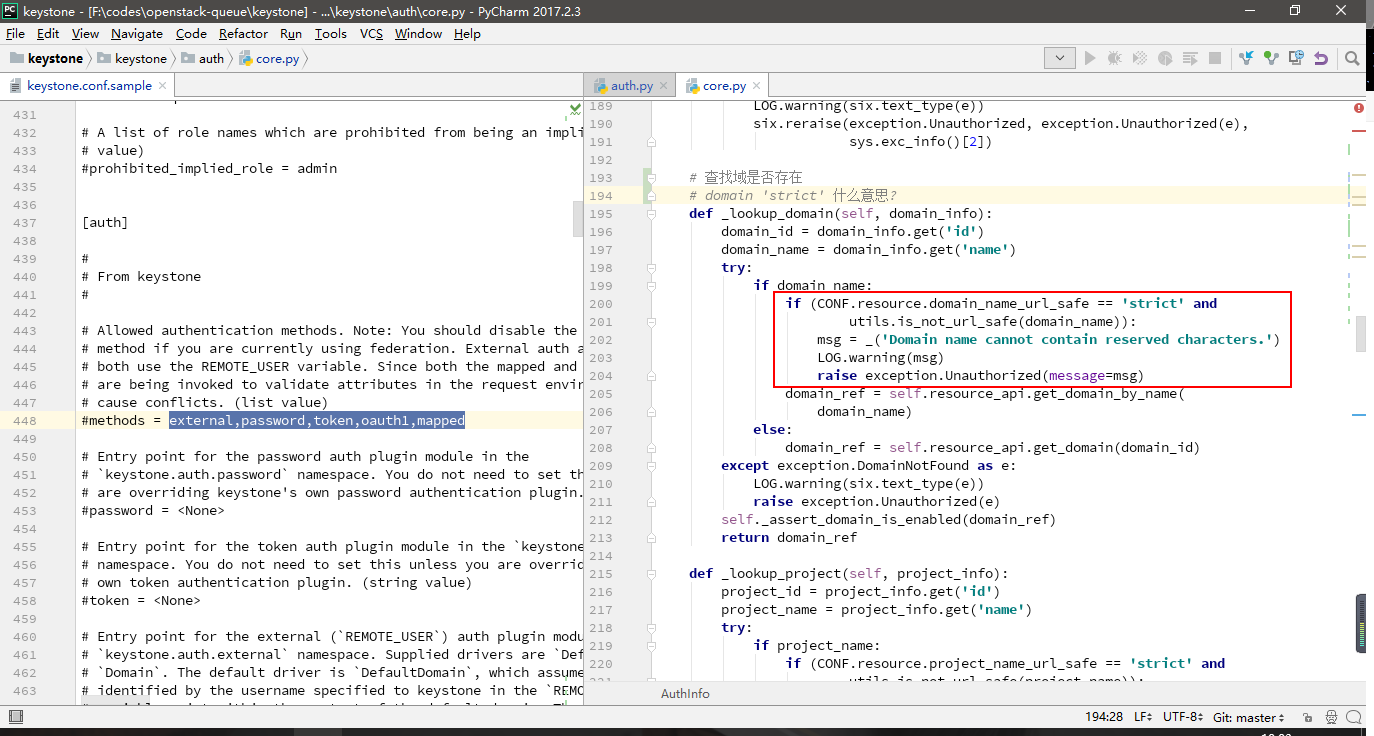 keystone - [F:\codes\openstack-queue\keystone] - ...\keystone\auth\core.py - PyCharm 2017.2.3
File Edit View Navigate Code Refactor Run Tools VCS Window Help
keystone keystone auth core.py
keystone.conf.sample
431
432 # A list of role names which are prohibited from being an impli
433 # value)
434 #prohibited_implied_role = admin
435
436
437 [auth]
438
439 #
440 # From keystone
441 #
442
443 # Allowed authentication methods. Note: You should disable the
444 # method if you are currently using federation. External auth a
445 # both use the REMOTE_USER variable. Since both the mapped and
446 # are being invoked to validate attributes in the request envir
447 # cause conflicts. (list value)
448 #methods = external,password,token,oauth1,mapped
449
450 # Entry point for the password auth plugin module in the
451 # `keystone.auth.password` namespace. You do not need to set th
452 # are overriding keystone's own password authentication plugin.
453 #password = <None>
454
455 # Entry point for the token auth plugin module in the `keystone
456 # namespace. You do not need to set this unless you are overrid
457 # own token authentication plugin. (string value)
458 #token = <None>
459
460 # Entry point for the external (`REMOTE_USER`) auth plugin modu
461 # `keystone.auth.external` namespace. Supplied drivers are `Def
462 # `Domain`. The default driver is `DefaultDomain`, which assume
463 # identified by the username specified to keystone in the `REMO
auth.py core.py
189 LOG.warning(six.text_type(e))
190 six.reraise(exception.Unauthorized, exception.Unauthorized(e),
191 sys.exc_info()[2])
192
193 # 查找域是否存在
194 # domain 'strict' 什么意思?
195 def _lookup_domain(self, domain_info):
196 domain_id = domain_info.get('id')
197 domain_name = domain_info.get('name')
198 try:
199 if domain_name:
200 if (CONF.resource.domain_name_url_safe == 'strict' and
201 utils.is_not_url_safe(domain_name)):
202 msg = _('Domain name cannot contain reserved characters.')
203 LOG.warning(msg)
204 raise exception.Unauthorized(message=msg)
205 domain_ref = self.resource_api.get_domain_by_name(
206 domain_name)
207 else:
208 domain_ref = self.resource_api.get_domain(domain_id)
209 except exception.DomainNotFound as e:
210 LOG.warning(six.text_type(e))
211 raise exception.Unauthorized(e)
212 self._assert_domain_is_enabled(domain_ref)
213 return domain_ref
214
215 def _lookup_project(self, project_info):
216 project_id = project_info.get('id')
217 project_name = project_info.get('name')
218 try:
219 if project_name:
220 if (CONF.resource.project_name_url_safe == 'strict' and
221 utils.is_not_url_safe(project_name)):
AuthInfo
194:28 LF UTF-8 Git: master